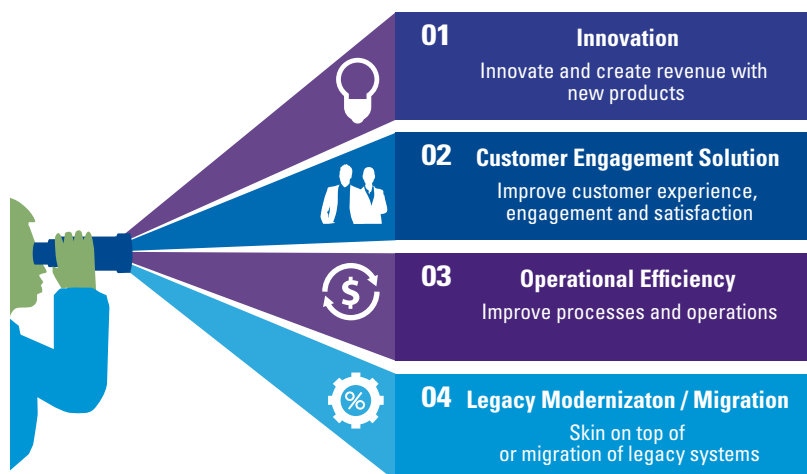 01 Innovation
Innovate and create revenue with
new products
02 Customer Engagement Solution
Improve customer experience,
engagement and satisfaction
$
03 Operational Efficiency
Improve processes and operations
%
04 Legacy Modernizaton / Migration
Skin on top of
or migration of legacy systems